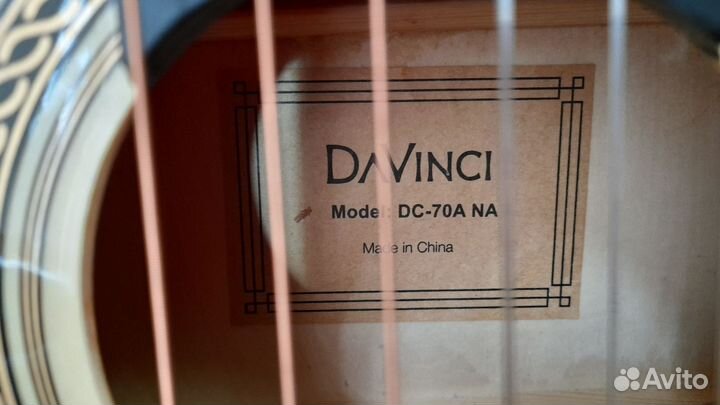 DAVINCI
Model: DC-70A NA
Made in China
Avito